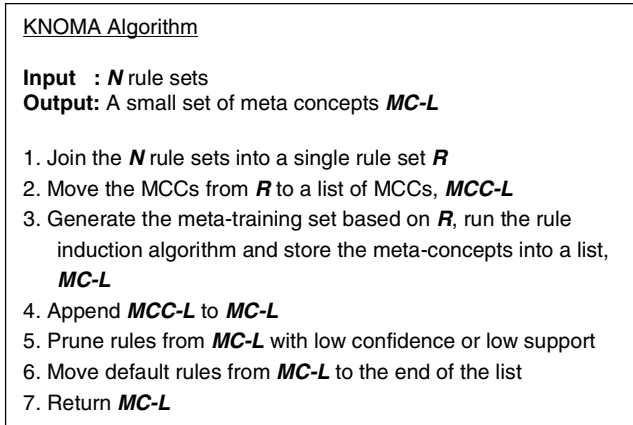 KNOMA Algorithm
Input : N rule sets
Output: A small set of meta concepts MC-L
1. Join the N rule sets into a single rule set R
2. Move the MCCs from R to a list of MCCs, MCC-L
3. Generate the meta-training set based on R, run the rule
induction algorithm and store the meta-concepts into a list,
MC-L
4. Append MCC-L to MC-L
5. Prune rules from MC-L with low confidence or low support
6. Move default rules from MC-L to the end of the list
7. Return MC-L